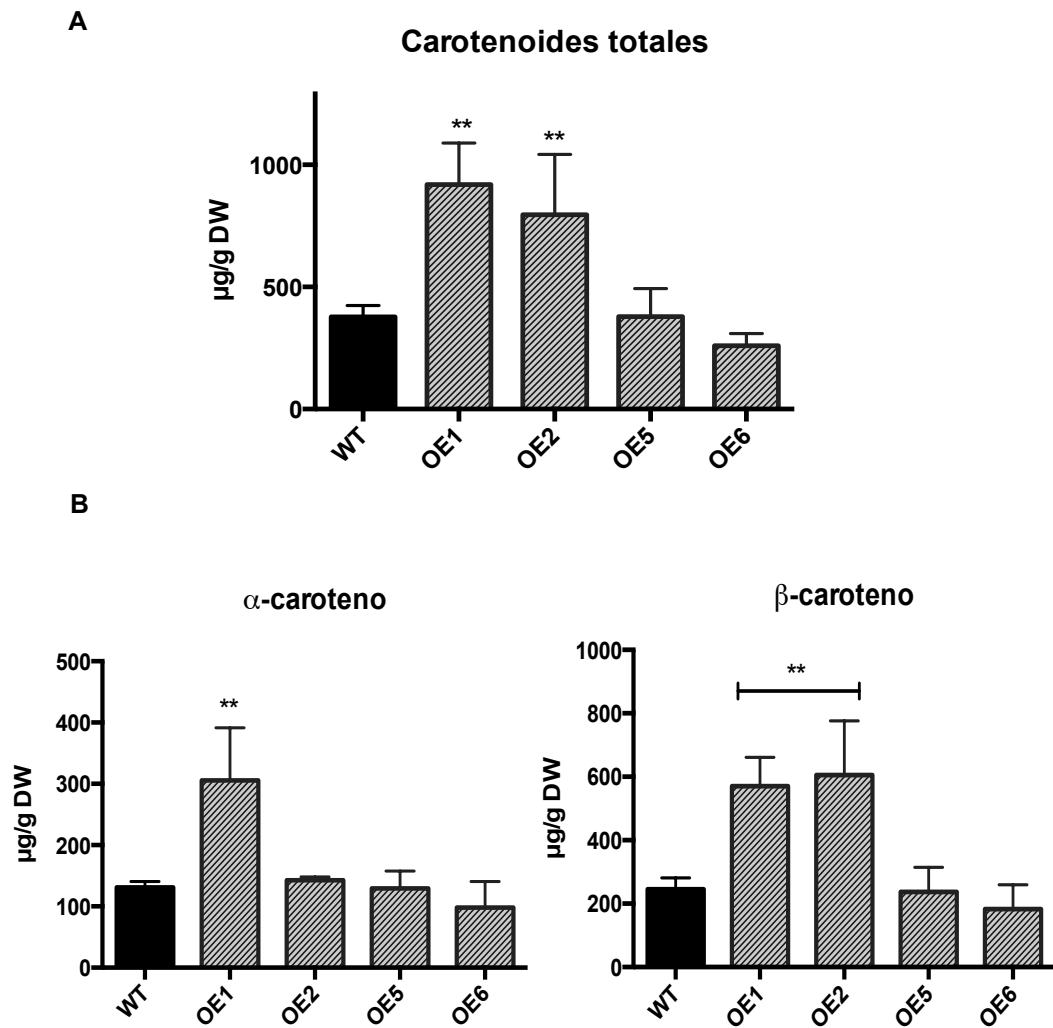 A
Carotenoides totales
µg/g DW
1000
500
0
**
**
WT
OE1
OE2
OE5
OE6
B
α-caroteno
µg/g DW
500
400
300
200
100
0
**
WT
OE1
OE2
OE5
OE6
β-caroteno
µg/g DW
1000
800
600
400
200
0
**
WT
OE1
OE2
OE5
OE6